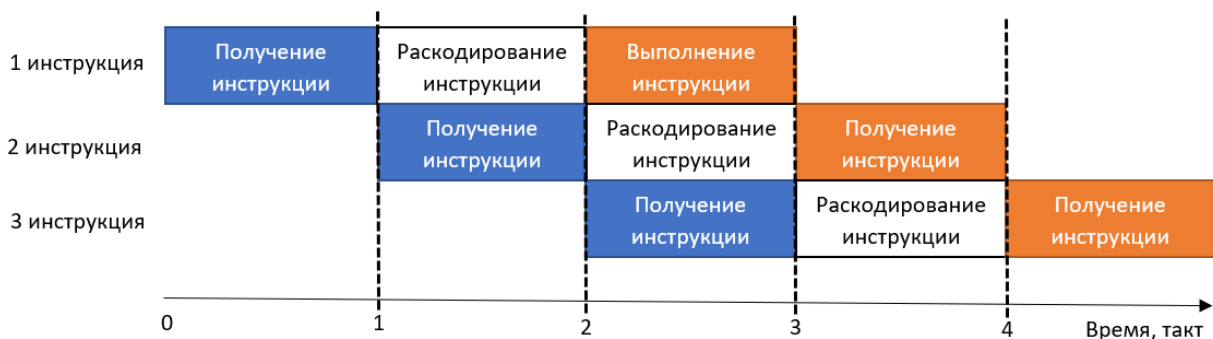 1 инструкция
Получение
инструкции
Раскодирование
инструкции
Выполнение
инструкции
2 инструкция
Получение
инструкции
Раскодирование
инструкции
Получение
инструкции
3 инструкция
Получение
инструкции
Раскодирование
инструкции
Получение
инструкции
0 1 2 3 4 Время, такт